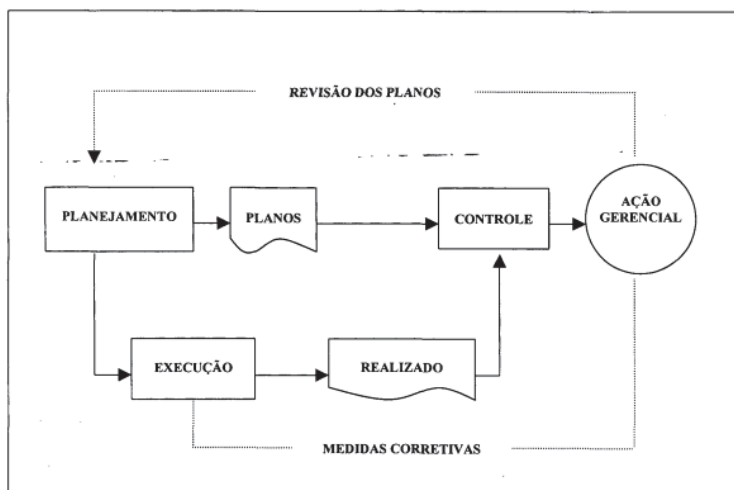 REVISÃO DOS PLANOS
PLANEJAMENTO
PLANOS
CONTROLE
AÇÃO
GERENCIAL
EXECUÇÃO
REALIZADO
MEDIDAS CORRETIVAS